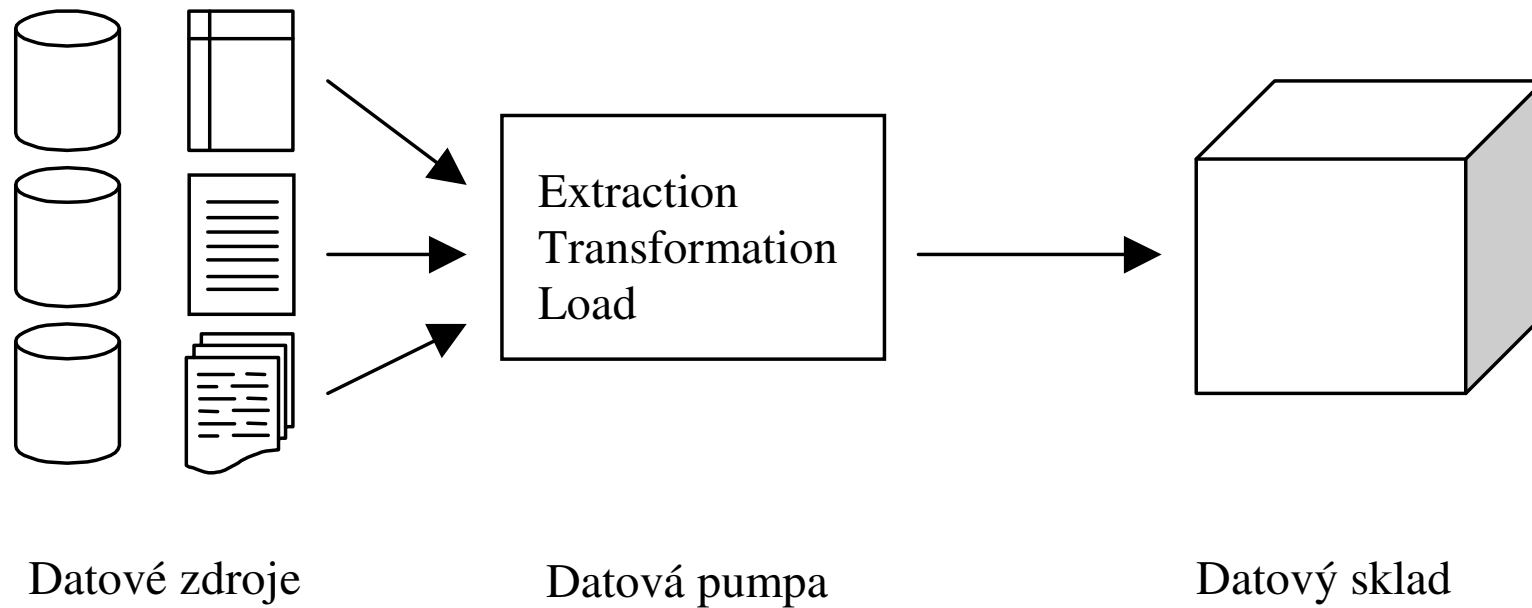 Extraction
Transformation
Load
Datové zdroje
Datová pumpa
Datový sklad